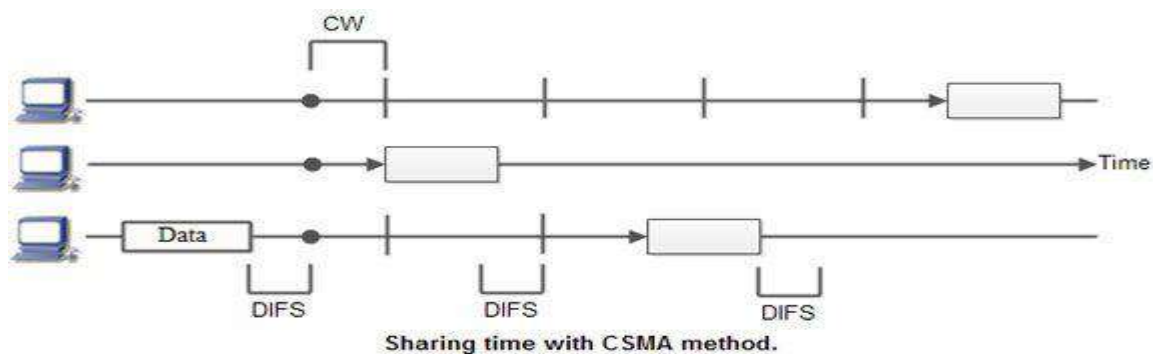 CW
Time
Data
DIFS
DIFS
DIFS
Sharing time with CSMA method.